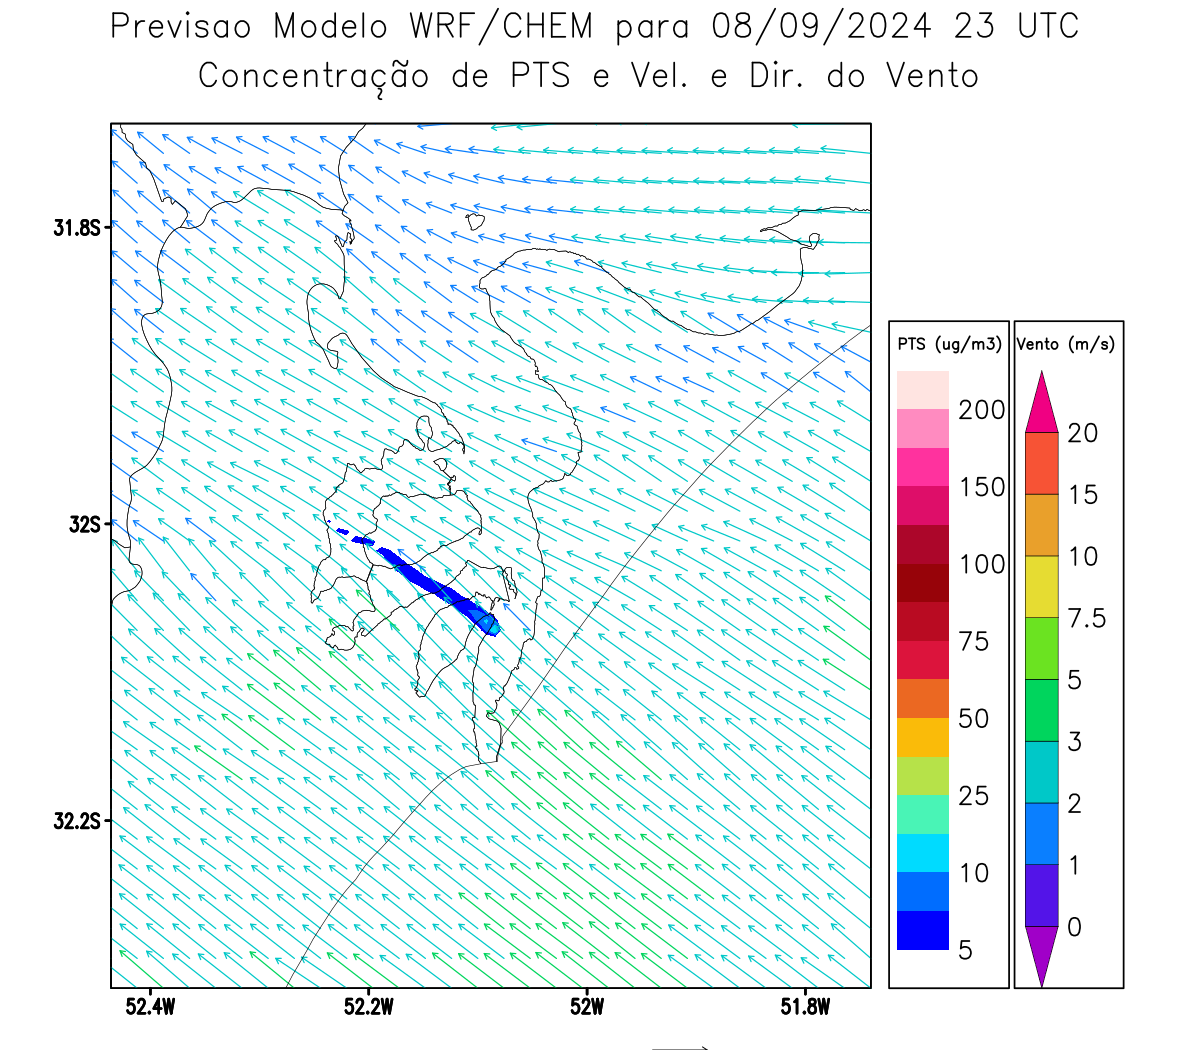 Previsao Modelo WRF/CHEM para 08/09/2024 23 UTC
Concentração de PTS e Vel. e Dir. do Vento
31.8S
32S
32.2S
52.4W
52.2W
52W
51.8W
PTS (ug/m3)
200
150
100
75
50
25
10
5
Vento (m/s)
20
15
10
7.5
5
3
2
1
0